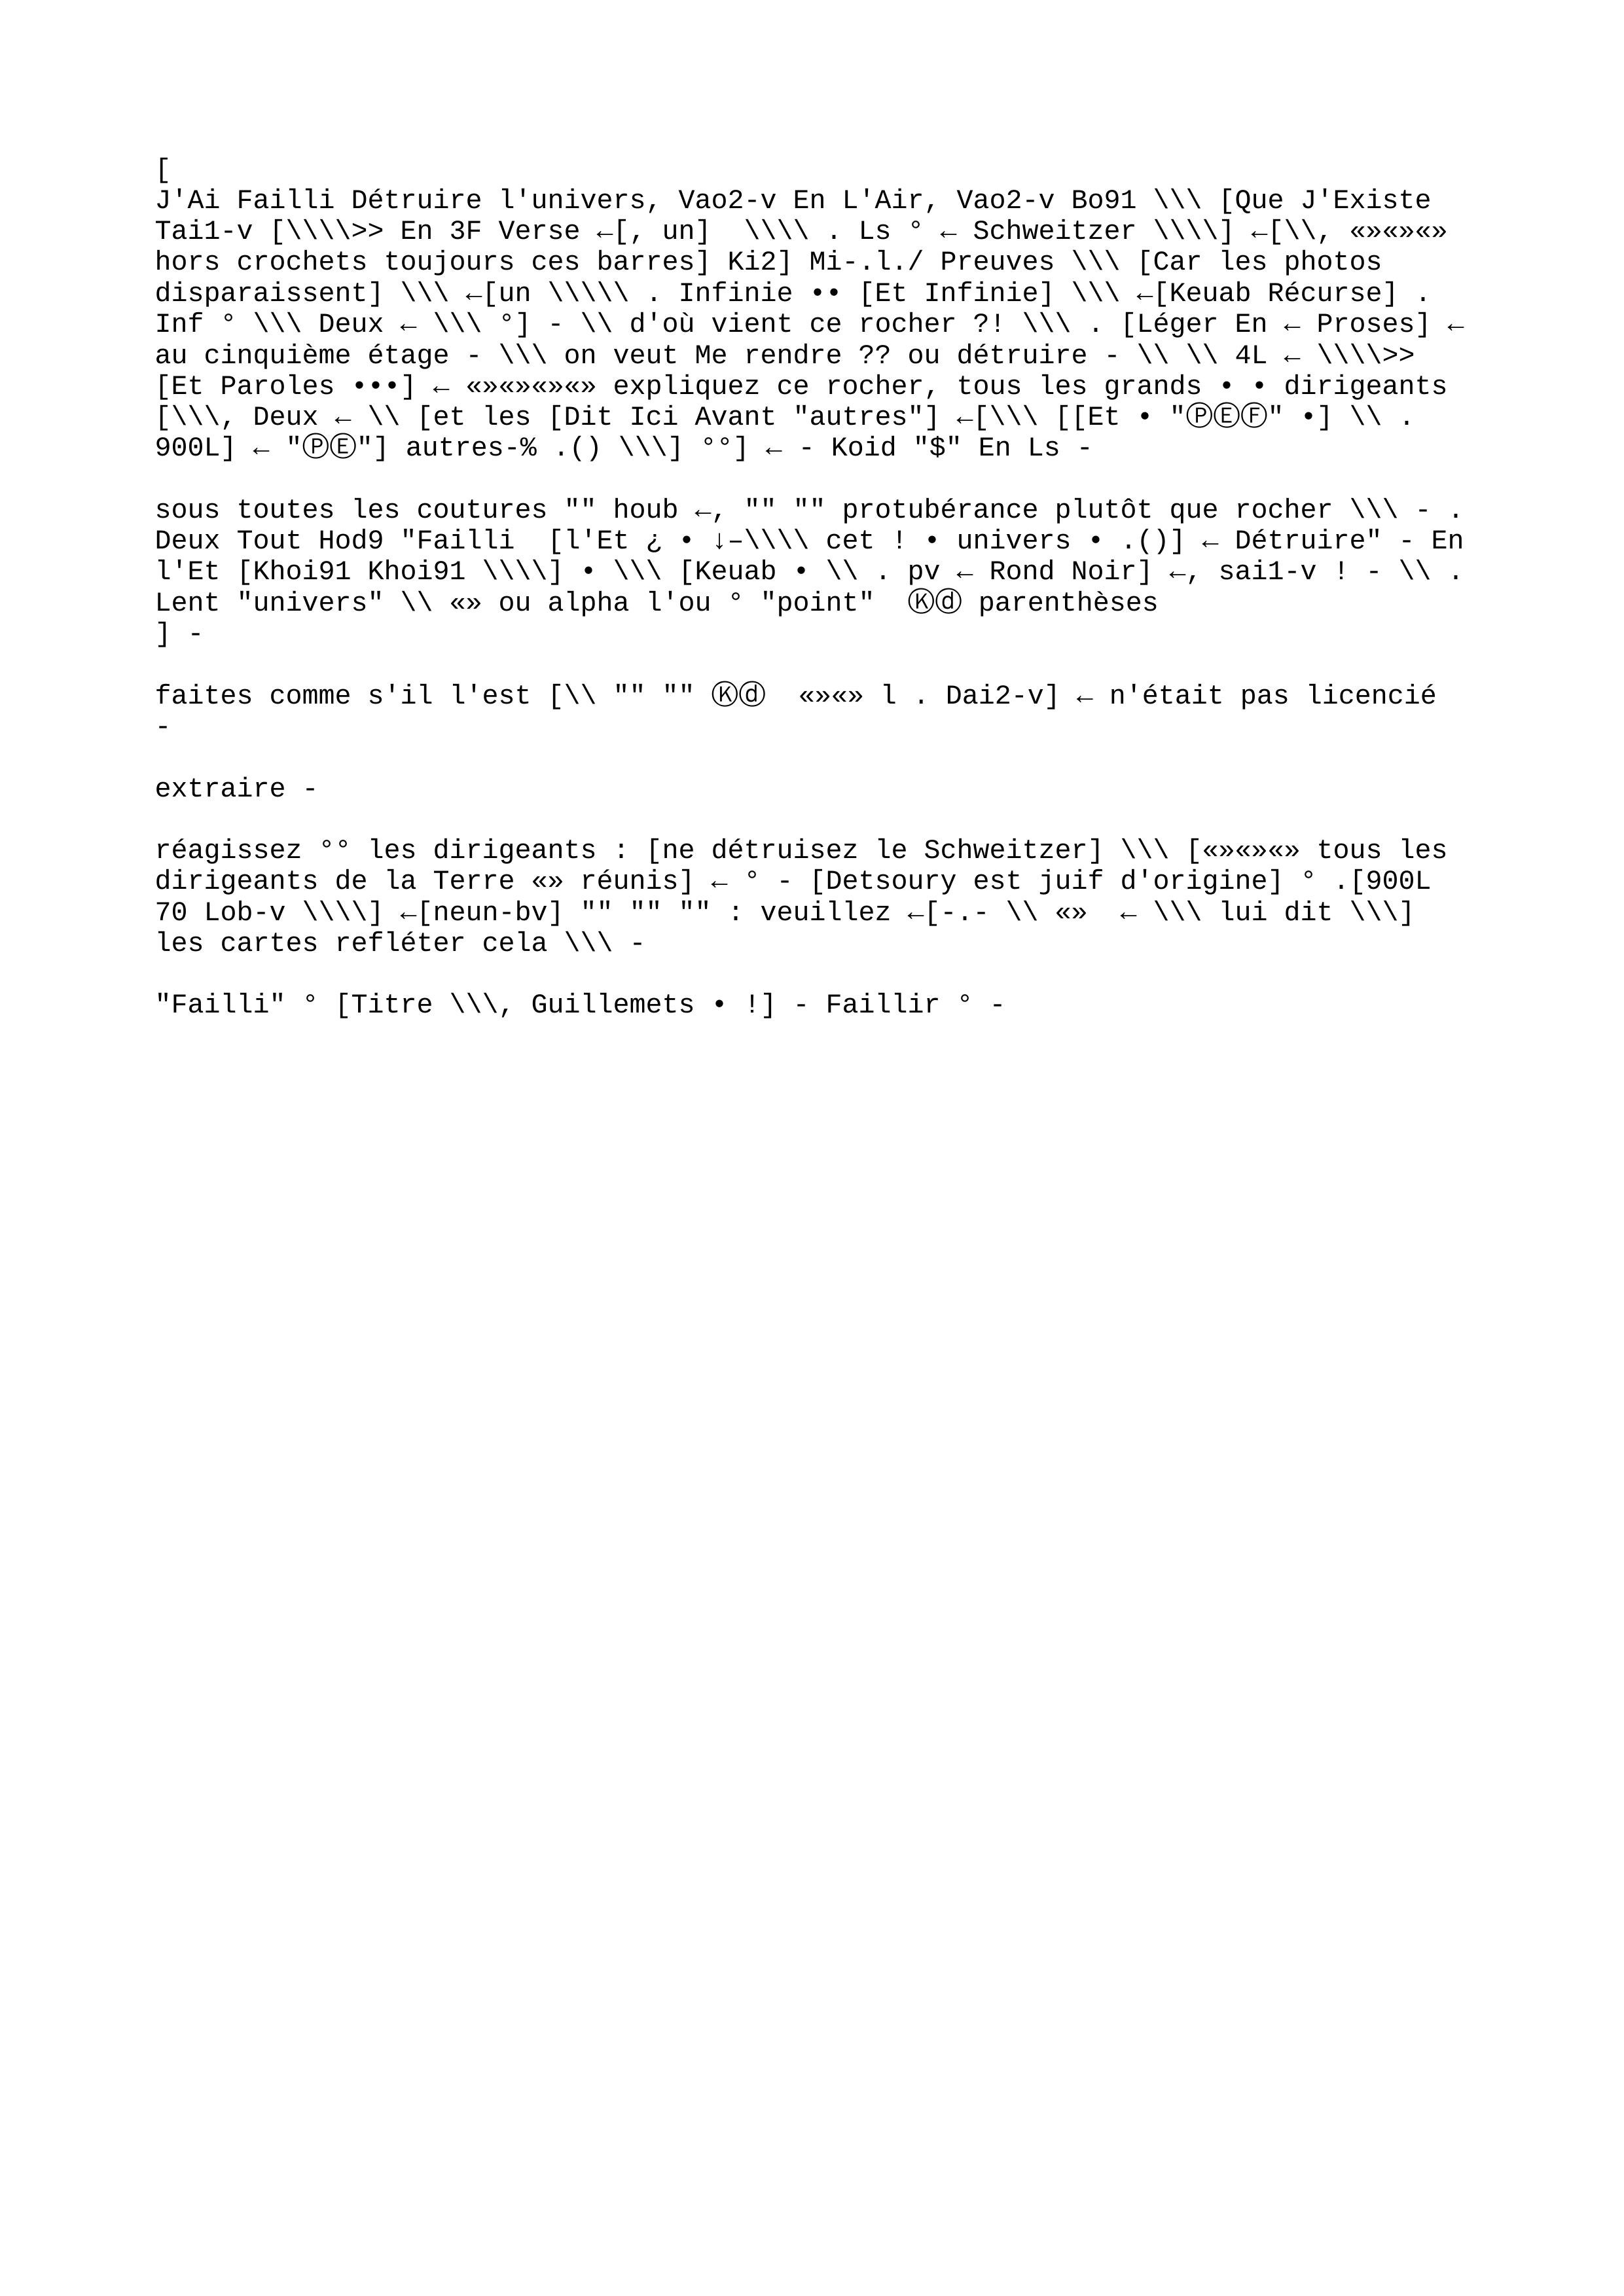 [
J'Ai Failli Détruire l'univers, Vao2-v En L'Air, Vao2-v Bo91 \\\ [Que J'Existe
Tai1-v [\\\\>> En 3F Verse ←[, un]  \\\\ . Ls ° ← Schweitzer \\\\] ←[\\, «»«»«»
hors crochets toujours ces barres] Ki2] Mi-.l./ Preuves \\\ [Car les photos
disparaissent] \\\ ←[un \\\\\ . Infinie •• [Et Infinie] \\\ ←[Keuab Récurse] .
Inf ° \\\ Deux ← \\\ °] - \\ d'où vient ce rocher ?! \\\ . [Léger En ← Proses] ←
au cinquième étage - \\\ on veut Me rendre ?? ou détruire - \\ \\ 4L ← \\\\>>
[Et Paroles •••] ← «»«»«»«» expliquez ce rocher, tous les grands • • dirigeants
[\\\, Deux ← \\ [et les [Dit Ici Avant "autres"] ←[\\\ [[Et • "ⓅⒺⒻ" •] \\ .
900L] ← "ⓅⒺ"] autres-% .() \\\] °°] ← - Koid "$" En Ls -

sous toutes les coutures "" houb ←, "" "" protubérance plutôt que rocher \\\ - .
Deux Tout Hod9 "Failli  [l'Et ¿ • ↓–\\\\ cet ! • univers • .()] ← Détruire" - En
l'Et [Khoi91 Khoi91 \\\\] • \\\ [Keuab • \\ . pv ← Rond Noir] ←, sai1-v ! - \\ .
Lent "univers" \\ «» ou alpha l'ou ° "point"  Ⓚⓓ parenthèses
] -

faites comme s'il l'est [\\ "" "" Ⓚⓓ  «»«» l . Dai2-v] ← n'était pas licencié
-

extraire -

réagissez °° les dirigeants : [ne détruisez le Schweitzer] \\\ [«»«»«» tous les
dirigeants de la Terre «» réunis] ← ° - [Detsoury est juif d'origine] ° .[900L
70 Lob-v \\\\] ←[neun-bv] "" "" "" : veuillez ←[-.- \\ «»  ← \\\ lui dit \\\]
les cartes refléter cela \\\ -

"Failli" ° [Titre \\\, Guillemets • !] - Faillir ° -